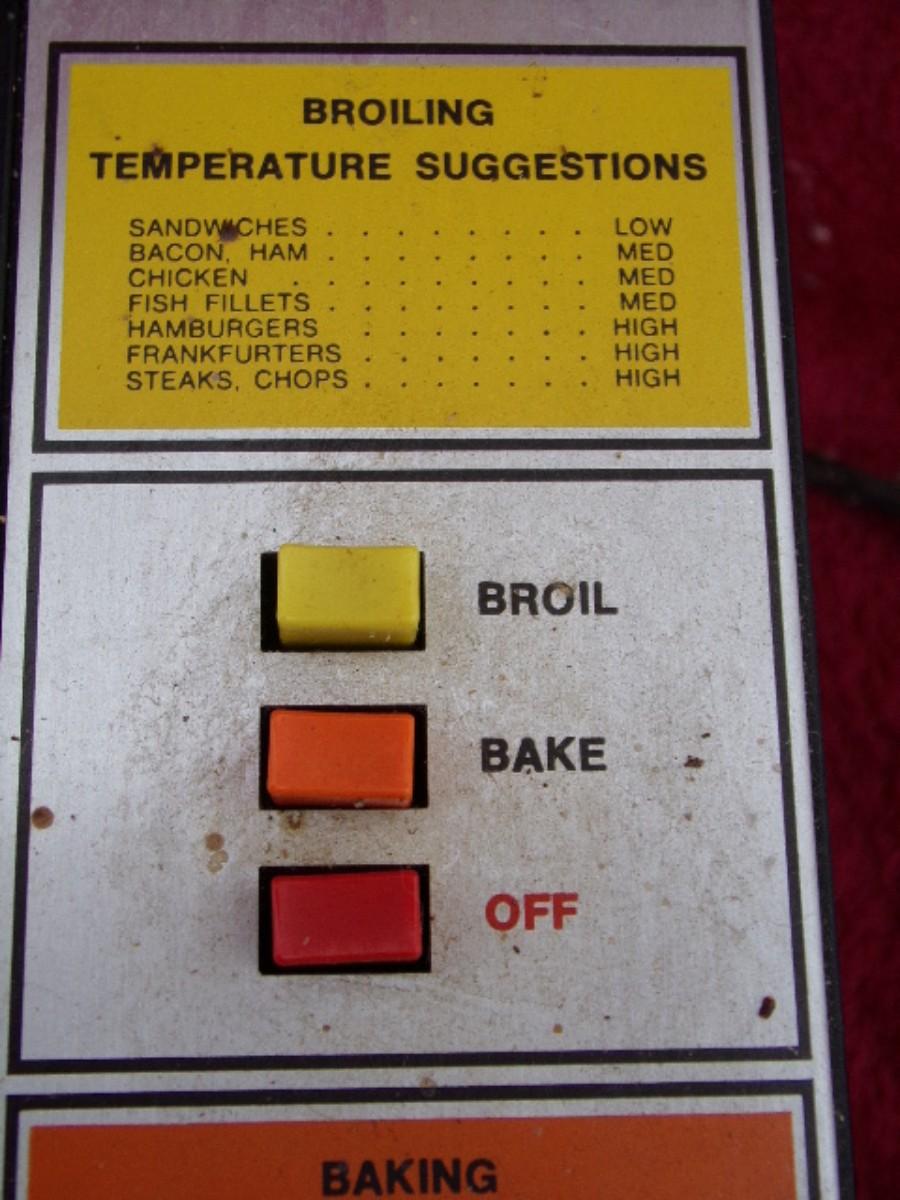 BROILING
TEMPERATURE SUGGESTIONS
SANDWICHES . . . . . . . . LOW
BACON, HAM . . . . . . . . MED
CHICKEN . . . . . . . . . MED
FISH FILLETS . . . . . . . . MED
HAMBURGERS . . . . . . . HIGH
FRANKFURTERS . . . . . . . HIGH
STEAKS, CHOPS . . . . . . . HIGH
BROIL
BAKE
OFF
BAKING